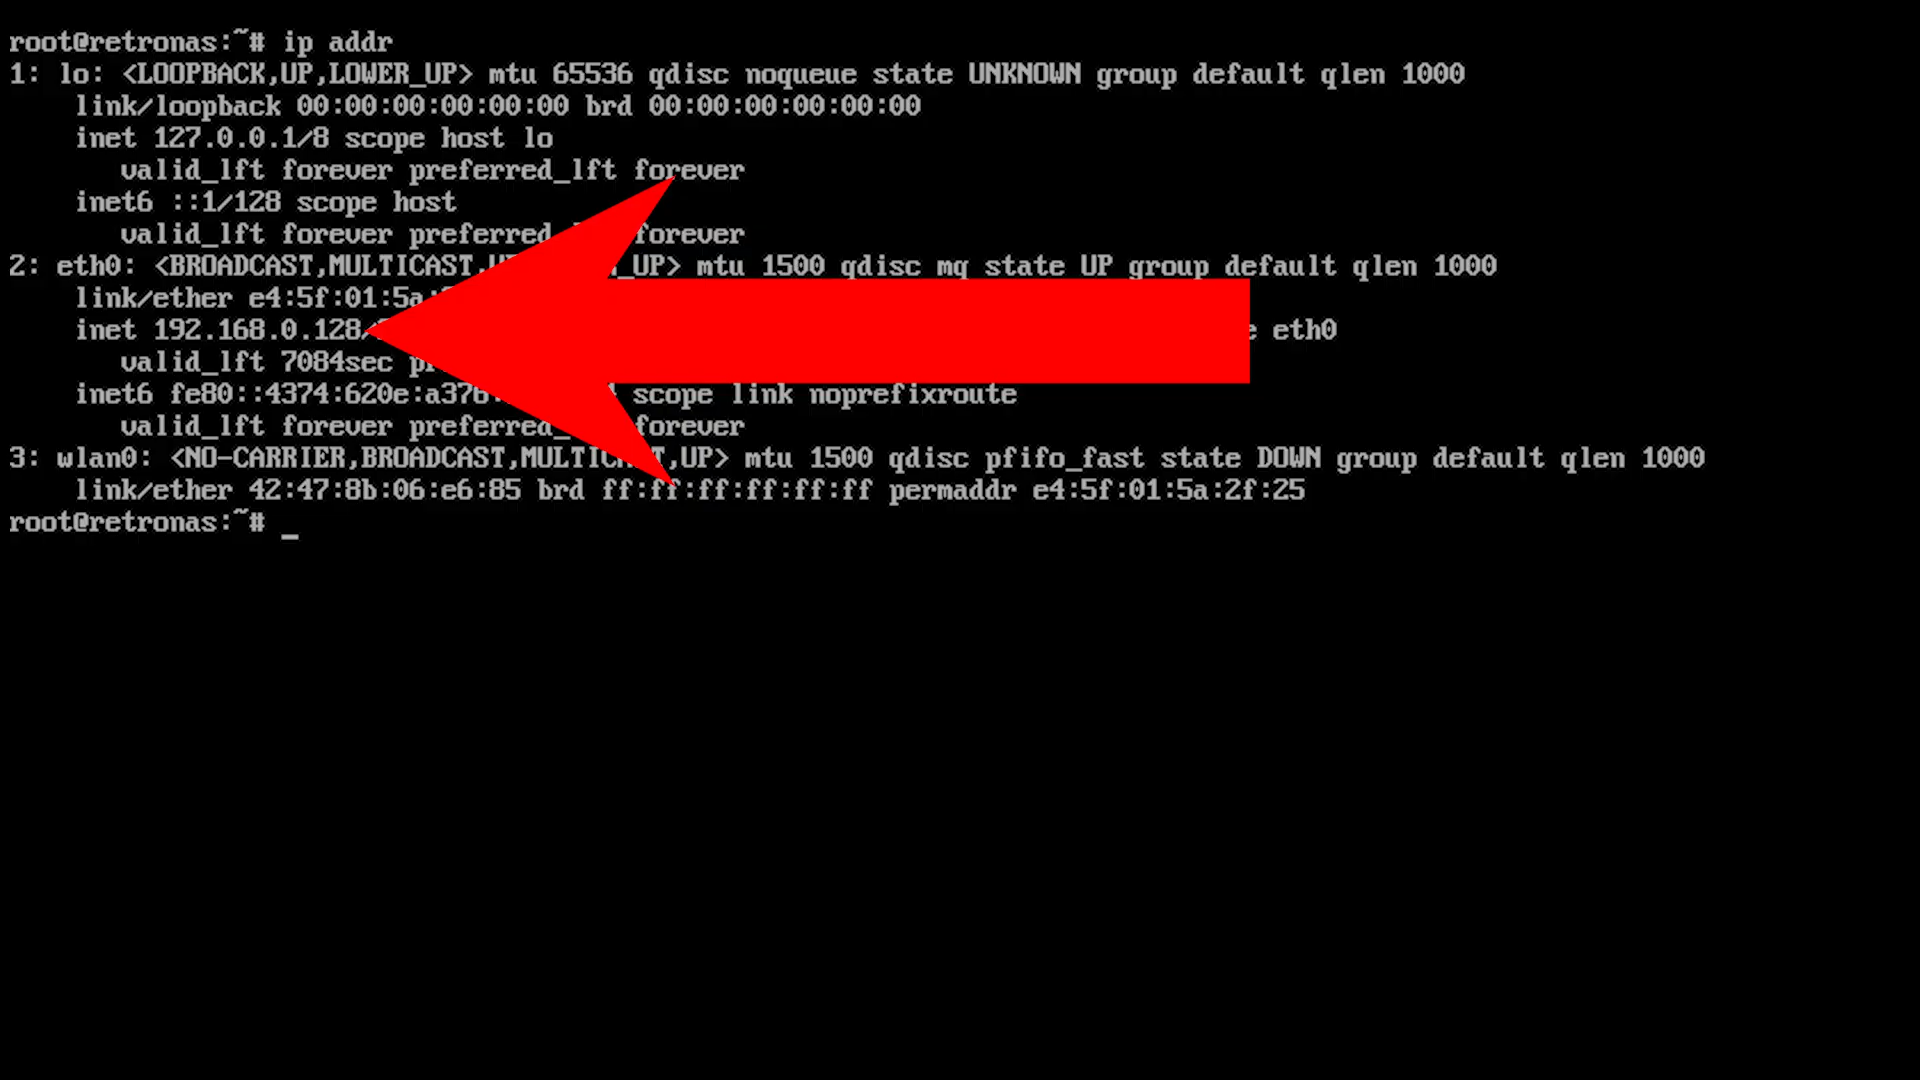 root@retronas:~# ip addr
1: lo: <LOOPBACK,UP,LOWER_UP> mtu 65536 qdisc noqueue state UNKNOWN group default qlen 1000
link/loopback 00:00:00:00:00:00 brd 00:00:00:00:00:00
inet 127.0.0.1/8 scope host lo
valid_lft forever preferred_lft forever
inet6 ::1/128 scope host
valid_lft forever preferred forever
2: eth0: <BROADCAST,MULTICAST, _UP> mtu 1500 qdisc mq state UP group default qlen 1000
link/ether e4:5f:01:5a:
inet 192.168.0.128/ eth0
valid_lft 7084sec
inet6 fe80::4374:620e:a376: scope link noprefixroute
valid_lft forever preferred_ forever
3: wlan0: <NO-CARRIER,BROADCAST,MULTICAST,UP> mtu 1500 qdisc pfifo_fast state DOWN group default qlen 1000
link/ether 42:47:8b:06:e6:85 brd ff:ff:ff:ff:ff:ff permaddr e4:5f:01:5a:2f:25
root@retronas:~# _